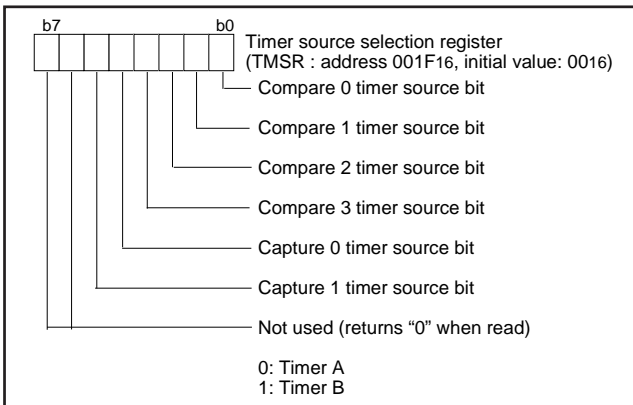 b7 b0
Timer source selection register
(TMSR : address 001F16, initial value: 0016)
Compare 0 timer source bit
Compare 1 timer source bit
Compare 2 timer source bit
Compare 3 timer source bit
Capture 0 timer source bit
Capture 1 timer source bit
Not used (returns “0” when read)
0: Timer A
1: Timer B